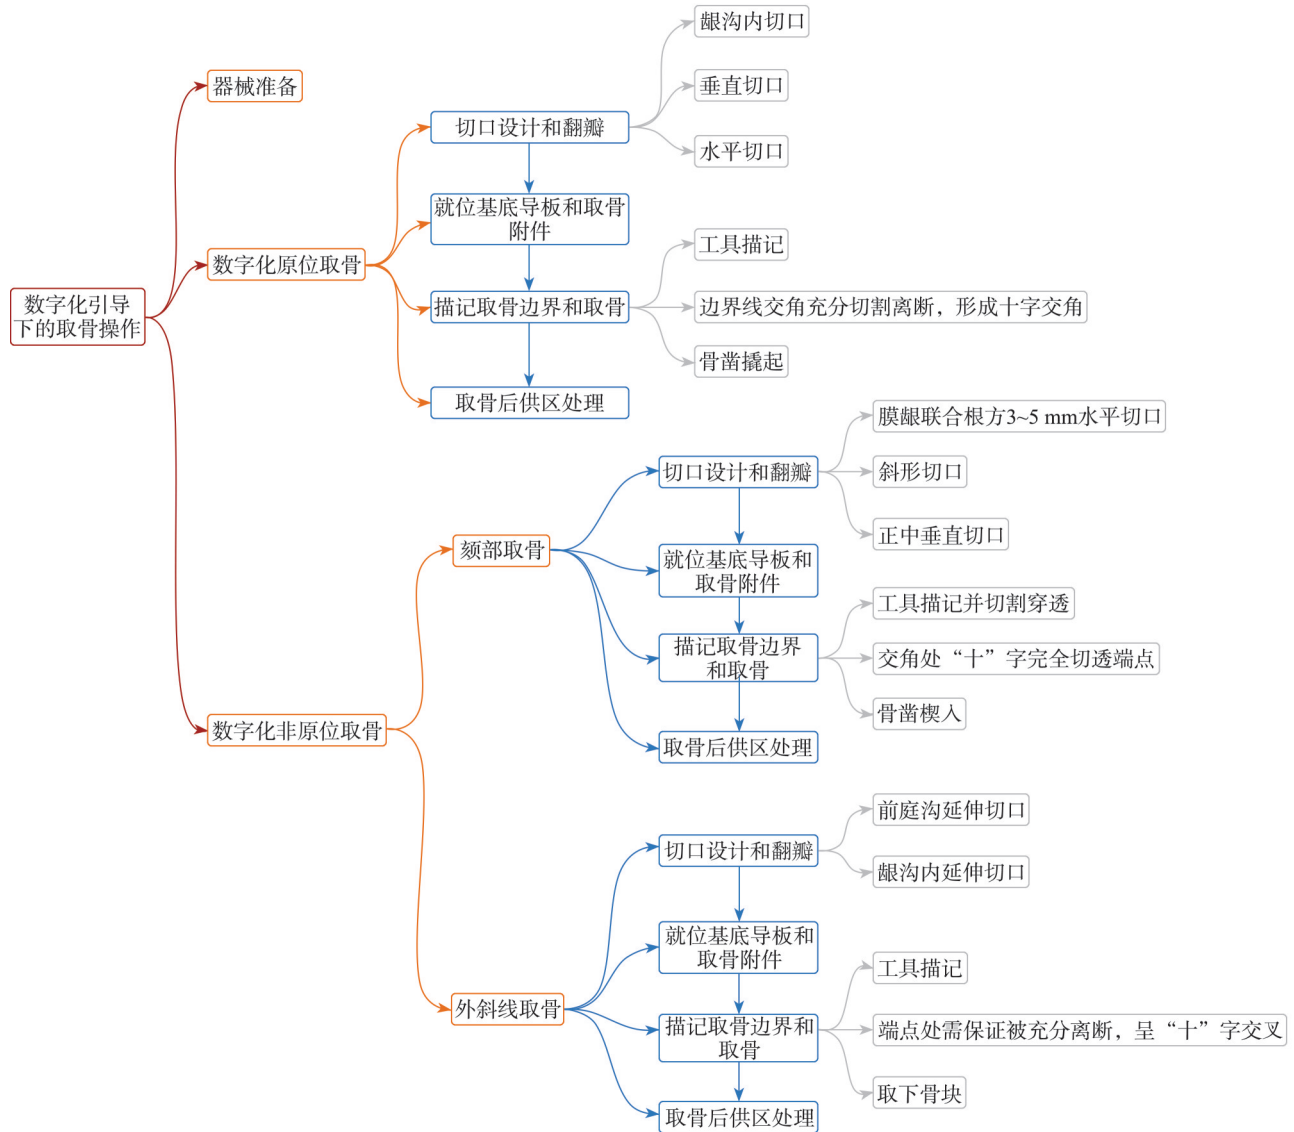 数字化引导
下的取骨操作
器械准备
数字化原位取骨
切口设计和翻瓣
龈沟内切口
垂直切口
水平切口
就位基底导板和取骨
附件
描记取骨边界和取骨
工具描记
边界线交角充分切割离断，形成十字交角
骨凿撬起
取骨后供区处理
数字化非原位取骨
颏部取骨
切口设计和翻瓣
膜龈联合根方3~5 mm水平切口
斜形切口
正中垂直切口
就位基底导板和
取骨附件
描记取骨边界
和取骨
工具描记并切割穿透
交角处“十”字完全切透端点
骨凿楔入
取骨后供区处理
外斜线取骨
切口设计和翻瓣
前庭沟延伸切口
龈沟内延伸切口
就位基底导板和
取骨附件
描记取骨边界和
取骨
工具描记
端点处需保证被充分离断，呈“十”字交叉
取下骨块
取骨后供区处理